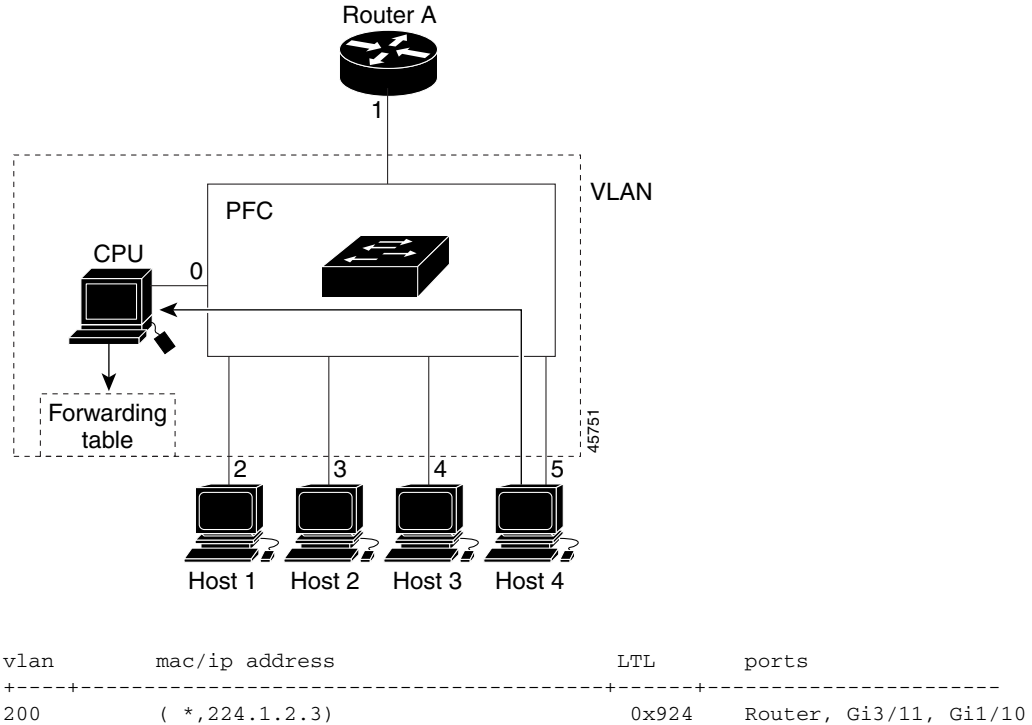 Router A
1
VLAN
PFC
CPU
0
Forwarding
table
45751
2 3 4 5
Host 1 Host 2 Host 3 Host 4
vlan mac/ip address LTL ports
+----+-----------------------------------------+------+-----------------------
200 ( *,224.1.2.3) 0x924 Router, Gi3/11, Gi1/10